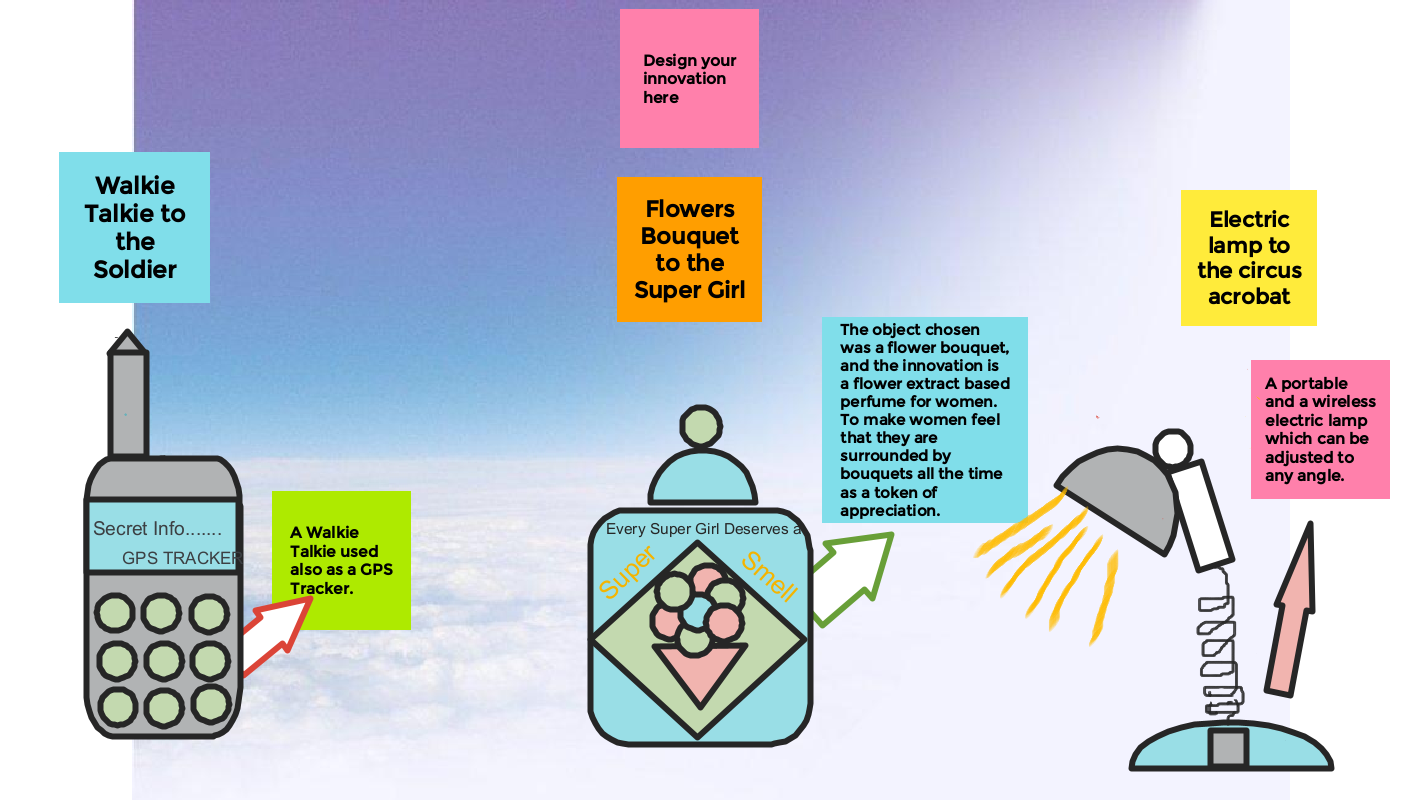 Design your
innovation
here
Walkie
Talkie to
the
Soldier
Flowers
Bouquet
to the
Super Girl
Electric
lamp to
the circus
acrobat
The object chosen
was a flower bouquet,
and the innovation is
a flower extract based
perfume for women.
To make women feel
that they are
surrounded by
bouquets all the time
as a token of
appreciation.
A portable
and a wireless
electric lamp
which can be
adjusted to
any angle.
Secret Info.......
GPS TRACKER
A Walkie
Talkie used
also as a GPS
Tracker.
Every Super Girl Deserves a
Super
Smell